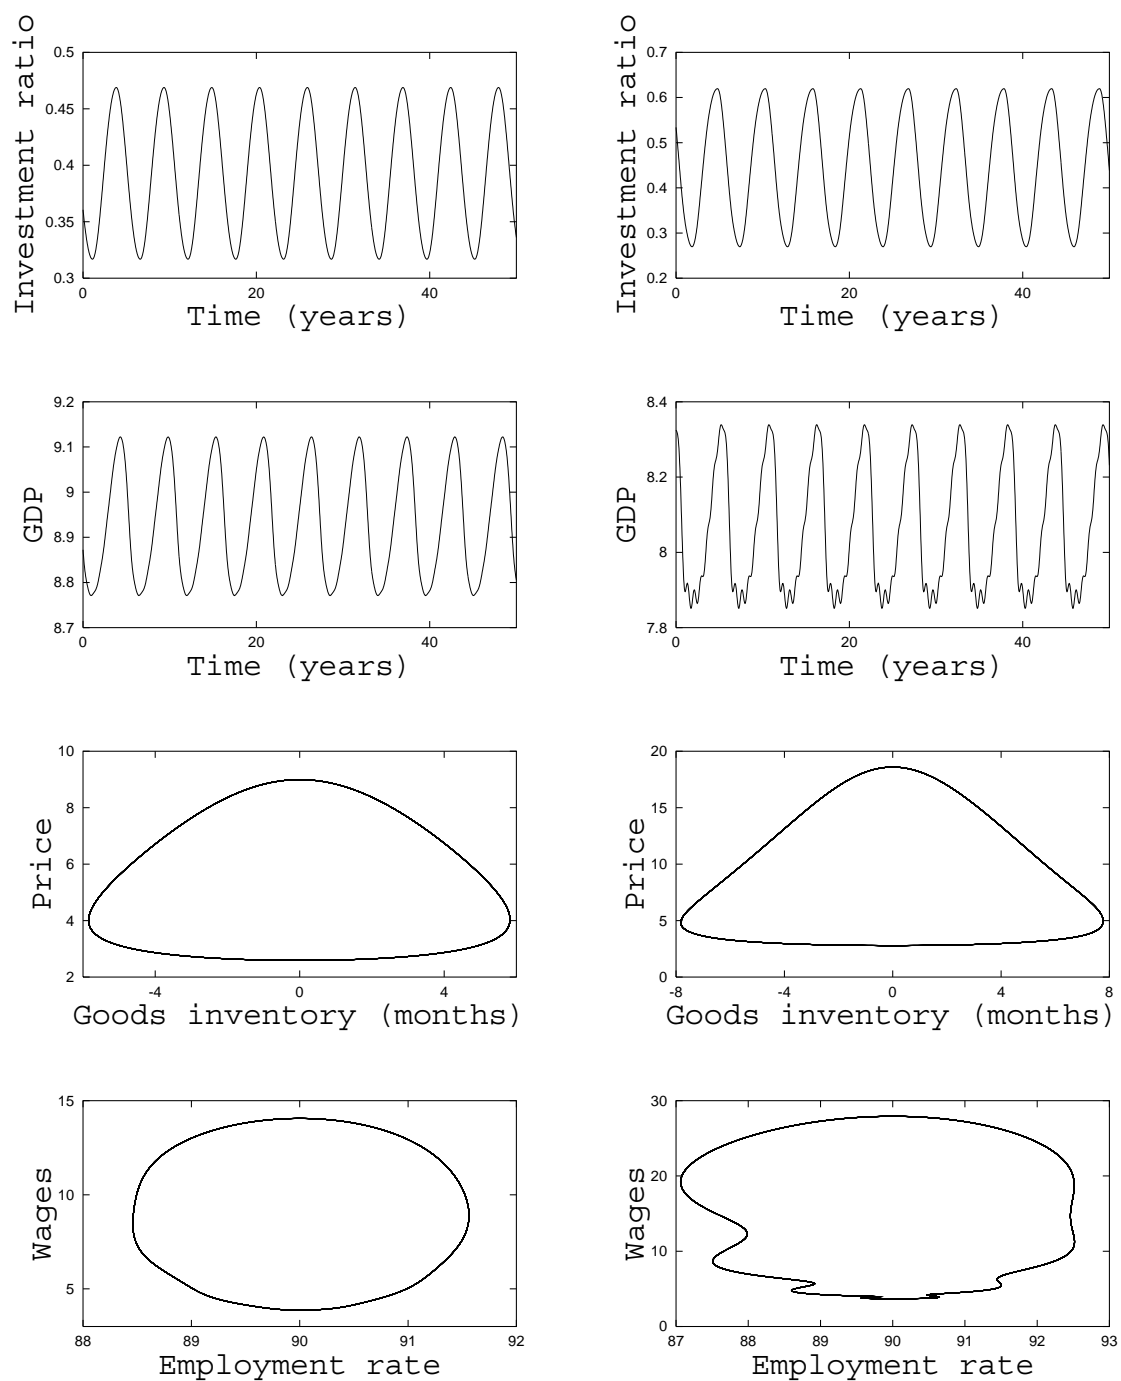 Investment ratio
0.5
0.45
0.4
0.35
0.3
0 20 40
Time (years)
Investment ratio
0.7
0.6
0.5
0.4
0.3
0.2
0 20 40
Time (years)
GDP
9.2
9.1
9
8.9
8.8
8.7
0 20 40
Time (years)
GDP
8.4
8.2
8
7.8
0 20 40
Time (years)
Price
10
8
6
4
2
-4 0 4
Goods inventory (months)
Price
20
15
10
5
0
-8 -4 0 4 8
Goods inventory (months)
Wages
15
10
5
88 89 90 91 92
Employment rate
Wages
30
20
10
0
87 88 89 90 91 92 93
Employment rate